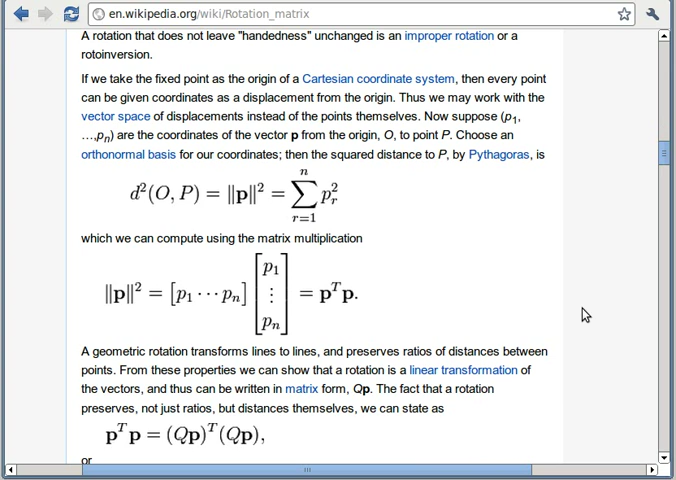 en.wikipedia.org/wiki/Rotation_matrix
A rotation that does not leave "handedness" unchanged is an improper rotation or a
rotoinversion.
If we take the fixed point as the origin of a Cartesian coordinate system, then every point
can be given coordinates as a displacement from the origin. Thus we may work with the
vector space of displacements instead of the points themselves. Now suppose (p₁,
…,pₙ) are the coordinates of the vector p from the origin, O, to point P. Choose an
orthonormal basis for our coordinates; then the squared distance to P, by Pythagoras, is
d²(O, P) = ‖p‖² = ∑ₙ r=1 pᵣ²
which we can compute using the matrix multiplication
‖p‖² = [p₁ ⋯ pₙ] [p₁ ⋮ pₙ] = pᵀp.
A geometric rotation transforms lines to lines, and preserves ratios of distances between
points. From these properties we can show that a rotation is a linear transformation of
the vectors, and thus can be written in matrix form, Qp. The fact that a rotation
preserves, not just ratios, but distances themselves, we can state as
pᵀp = (Qp)ᵀ(Qp),
or